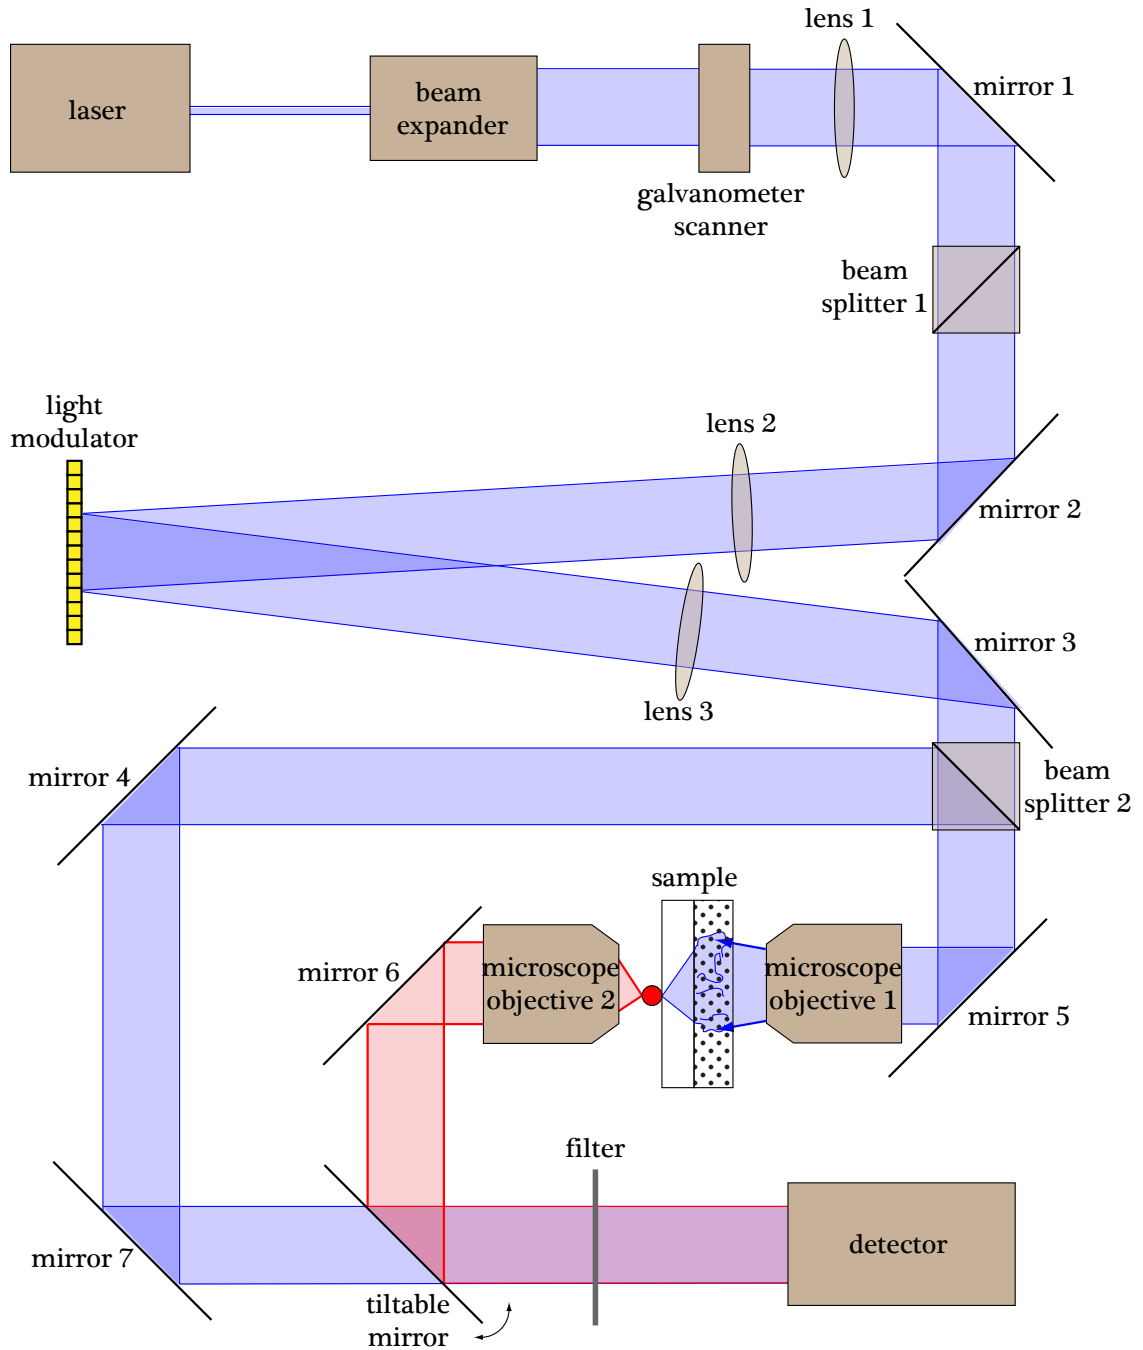 lens 1
laser
beam
expander
mirror 1
galvanometer
scanner
beam
splitter 1
light
modulator
lens 2
mirror 2
mirror 3
lens 3
mirror 4
beam
splitter 2
sample
mirror 6
microscope
objective 2
microscope
objective 1
mirror 5
filter
mirror 7
detector
tiltable
mirror